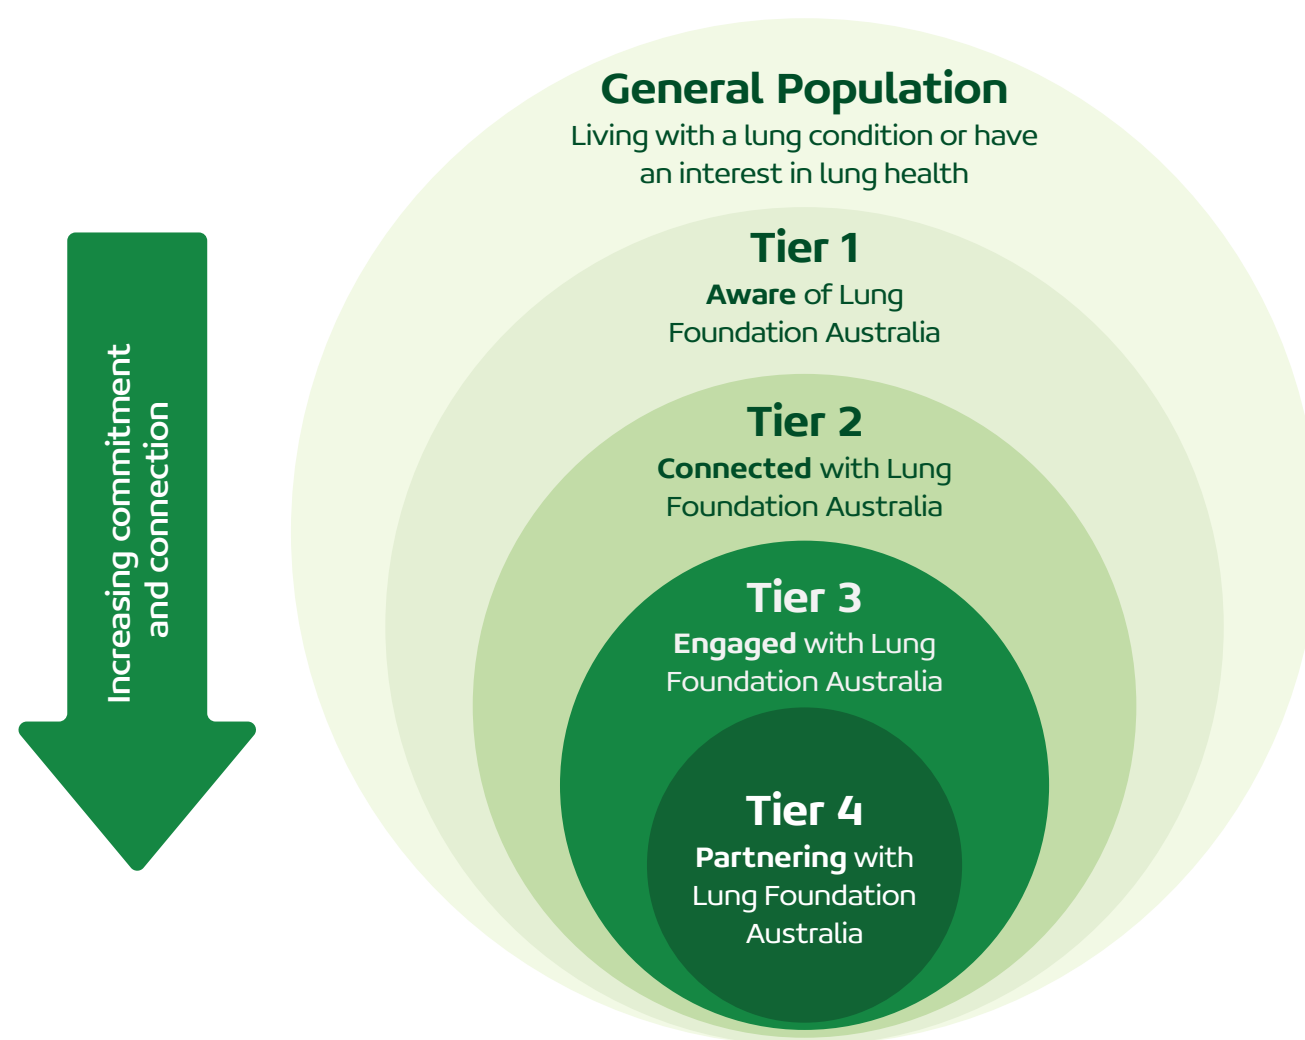 General Population
Living with a lung condition or have
an interest in lung health
Tier 1
Aware of Lung
Foundation Australia
Tier 2
Connected with Lung
Foundation Australia
Tier 3
Engaged with Lung
Foundation Australia
Tier 4
Partnering with
Lung Foundation
Australia
Increasing commitment
and connection